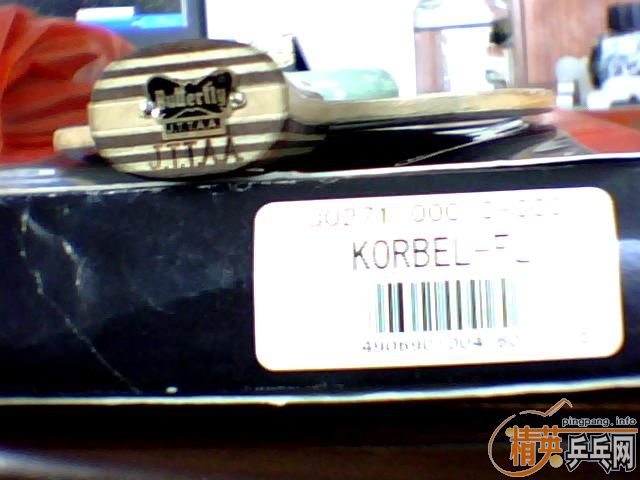 Butterfly
J.T.T.A.A
J.T.T.A.A
KORBEL-FL
pingpang.info
精英乒乓网